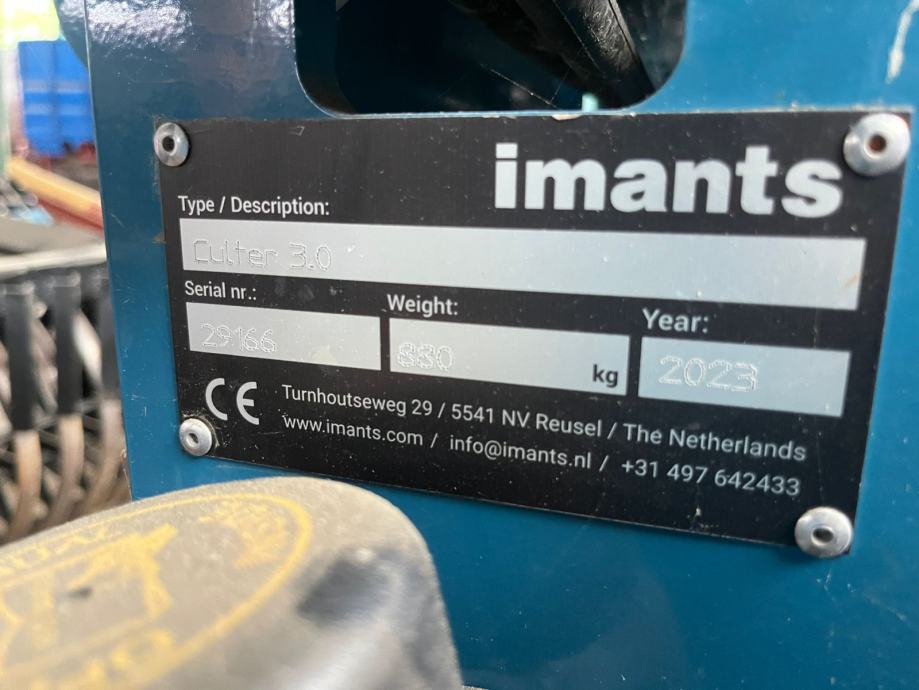 imants
Type / Description:
Culter 3.0
Serial nr.: Weight: Year:
29166 880 kg 2023
CE Turnhoutseweg 29 / 5541 NV Reusel / The Netherlands
www.imants.com / info@imants.nl / +31 497 642433